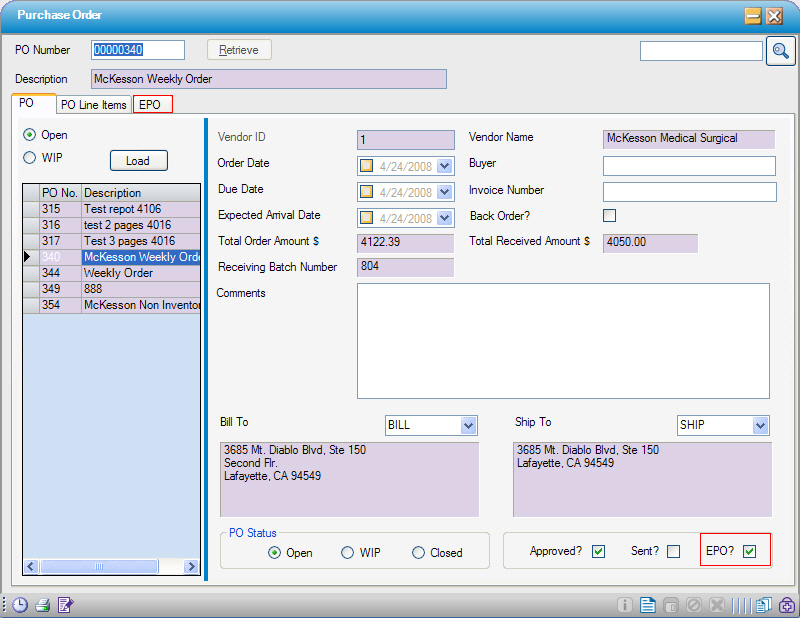 Purchase Order
PO Number 00000340 Retrieve
Description McKesson Weekly Order
PO PO Line Items EPO
Open
WIP Load
PO No. Description
315 Test repot 4106
316 test 2 pages 4016
317 Test 3 pages 4016
340 McKesson Weekly Orde
344 Weekly Order
349 888
354 McKesson Non Inventor
Vendor ID 1 Vendor Name McKesson Medical Surgical
Order Date 4/24/2008 Buyer
Due Date 4/24/2008 Invoice Number
Expected Arrival Date 4/24/2008 Back Order?
Total Order Amount $ 4122.39 Total Received Amount $ 4050.00
Receiving Batch Number 804
Comments
Bill To BILL Ship To SHIP
3685 Mt. Diablo Blvd, Ste 150
Second Flr.
Lafayette, CA 94549
3685 Mt. Diablo Blvd, Ste 150
Lafayette, CA 94549
PO Status
Open WIP Closed
Approved? Sent? EPO?